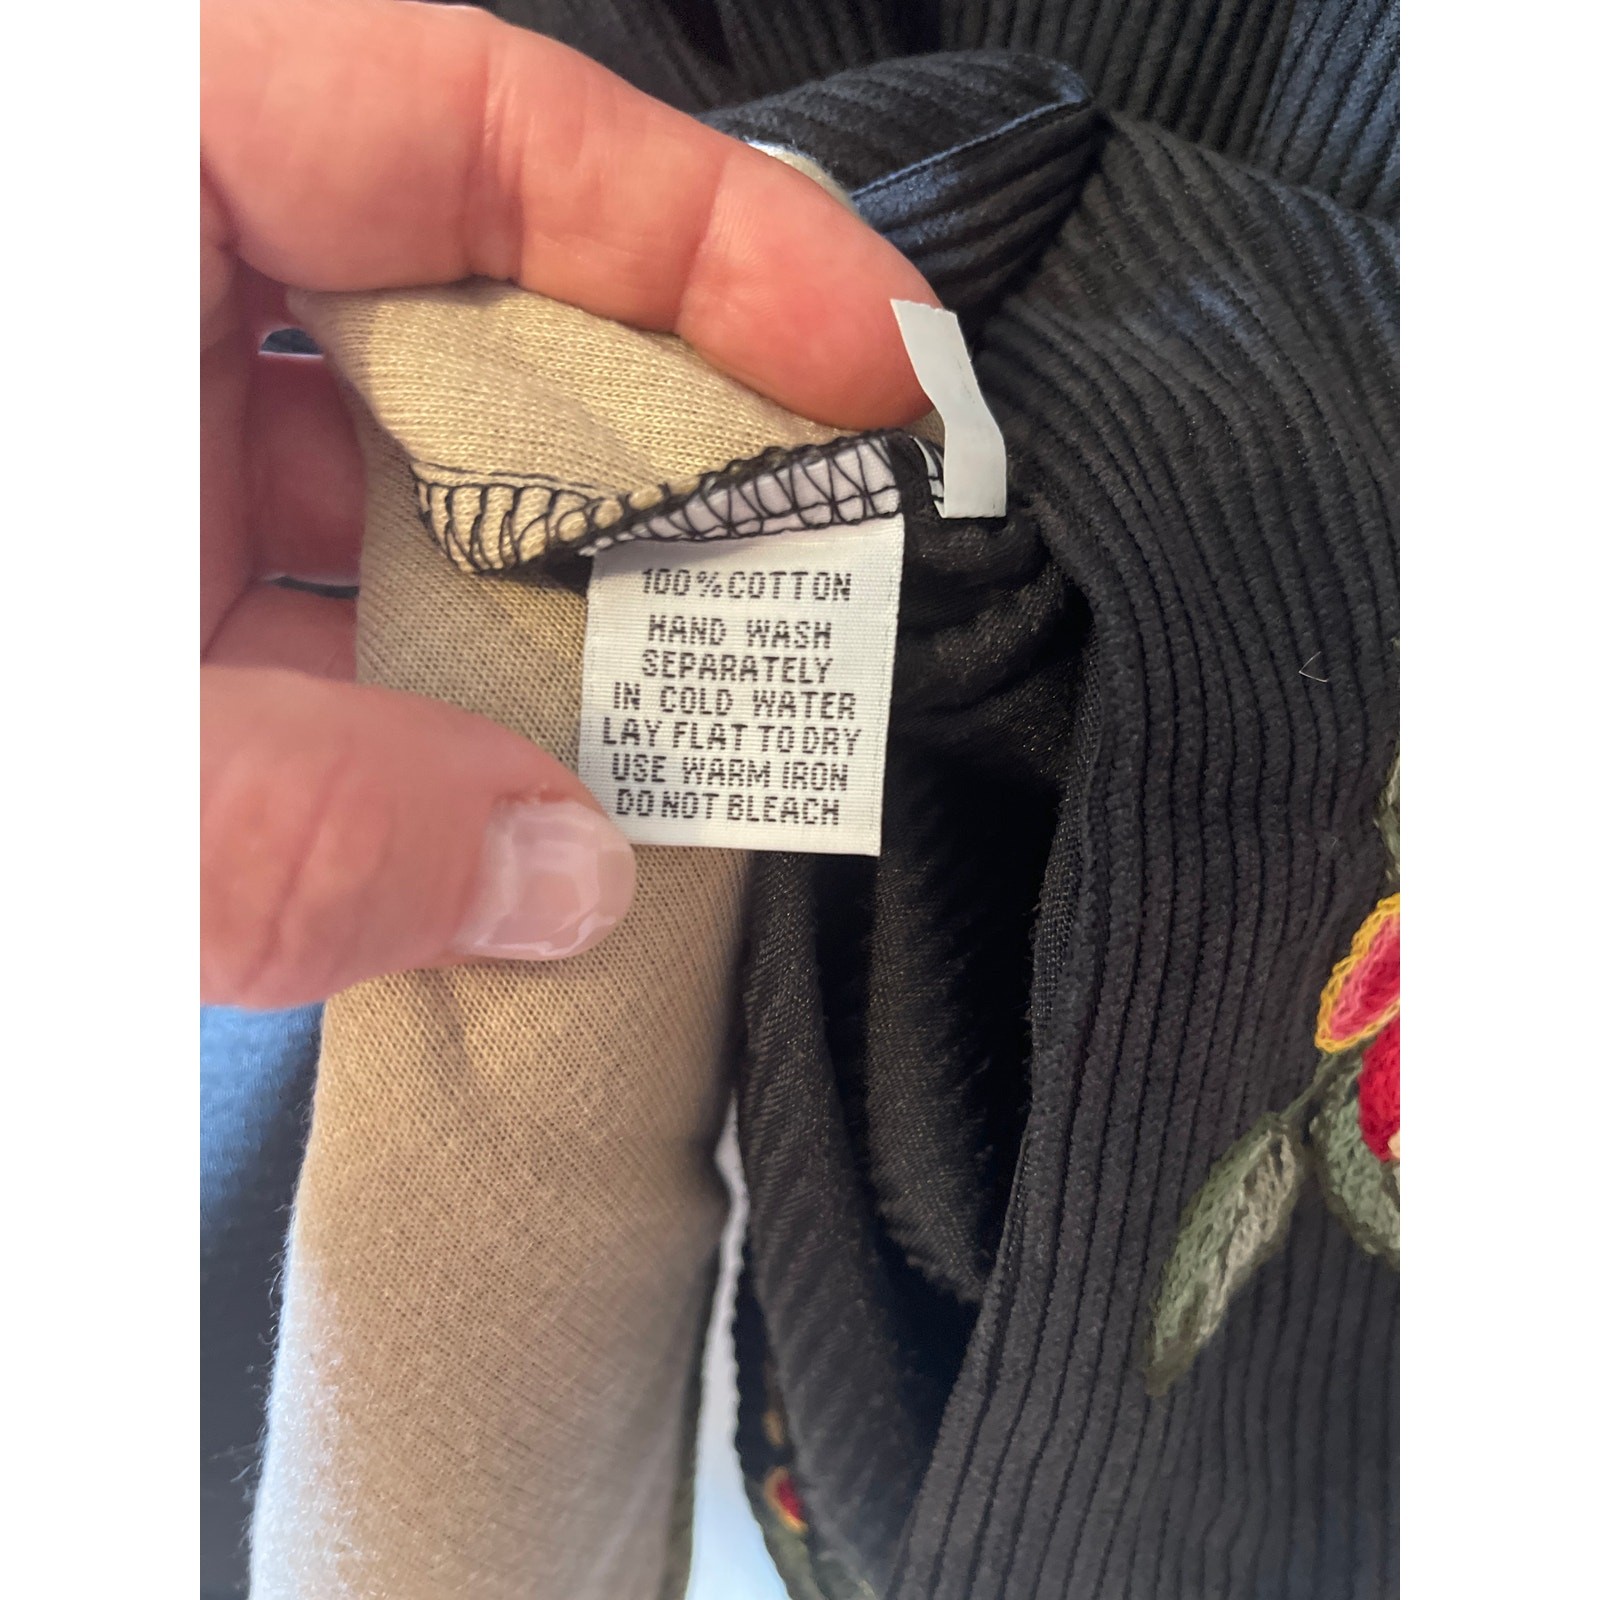 100% COTTON
HAND WASH
SEPARATELY
IN COLD WATER
LAY FLAT TO DRY
USE WARM IRON
DO NOT BLEACH